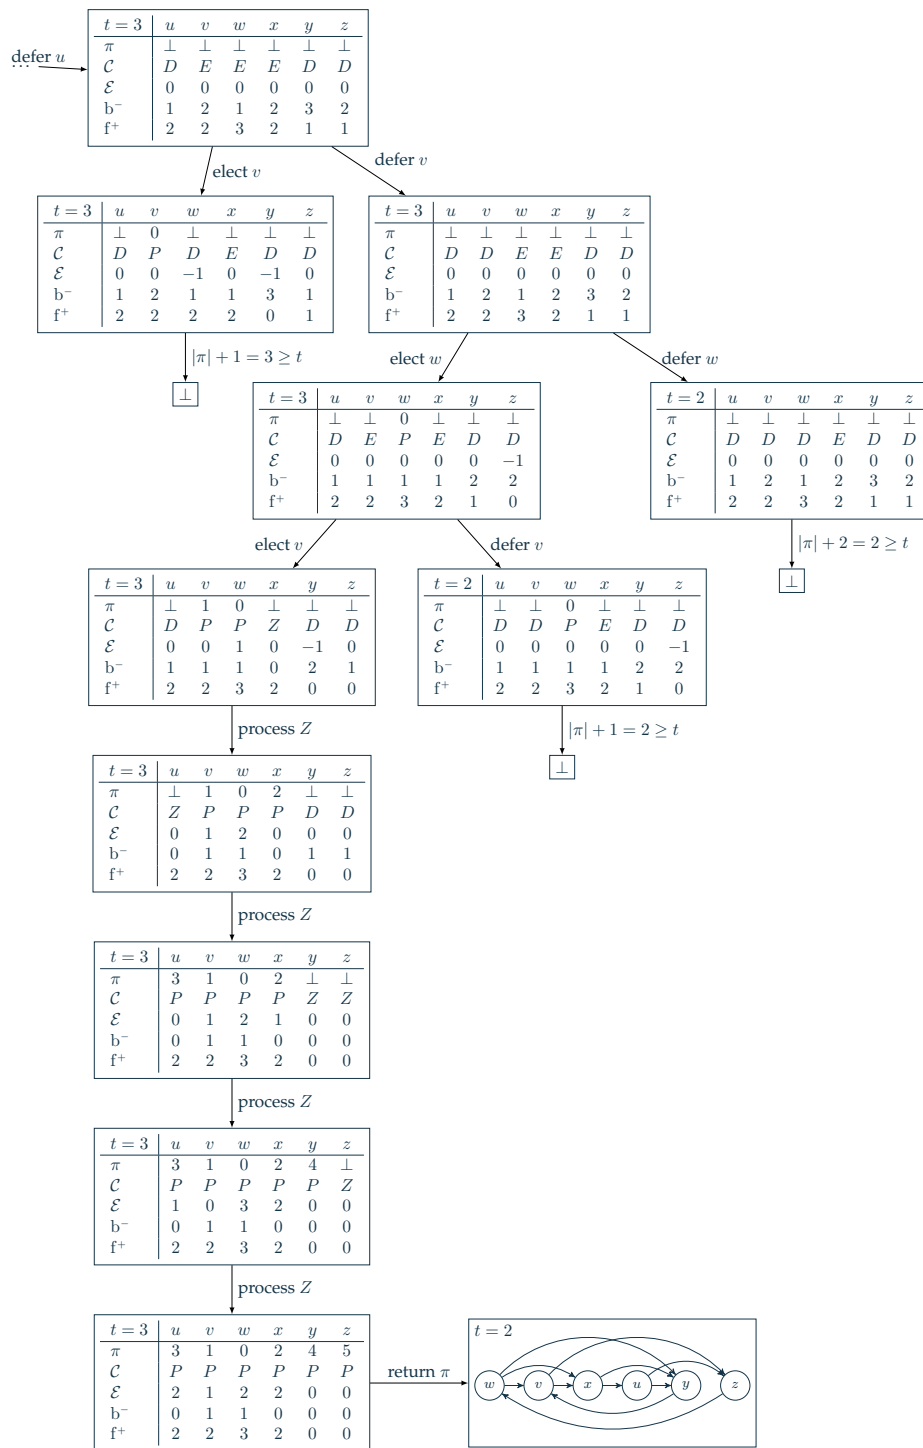 t = 3 u v w x y z
π ⊥ ⊥ ⊥ ⊥ ⊥ ⊥
C D E E E D D
E 0 0 0 0 0 0
b⁻ 1 2 1 2 3 2
f⁺ 2 2 3 2 1 1
defer u
...
elect v
defer v
t = 3 u v w x y z
π ⊥ 0 ⊥ ⊥ ⊥ ⊥
C D P D E D D
E 0 0 −1 0 −1 0
b⁻ 1 2 1 1 3 1
f⁺ 2 2 2 2 0 1
t = 3 u v w x y z
π ⊥ ⊥ ⊥ ⊥ ⊥ ⊥
C D D E E D D
E 0 0 0 0 0 0
b⁻ 1 2 1 2 3 2
f⁺ 2 2 3 2 1 1
|π| + 1 = 3 ≥ t
⊥
elect w
defer w
t = 3 u v w x y z
π ⊥ ⊥ 0 ⊥ ⊥ ⊥
C D E P E D D
E 0 0 0 0 0 −1
b⁻ 1 1 1 1 2 2
f⁺ 2 2 3 2 1 0
t = 2 u v w x y z
π ⊥ ⊥ ⊥ ⊥ ⊥ ⊥
C D D D E D D
E 0 0 0 0 0 0
b⁻ 1 2 1 2 3 2
f⁺ 2 2 3 2 1 1
elect v
defer v
|π| + 2 = 2 ≥ t
⊥
t = 3 u v w x y z
π ⊥ 1 0 ⊥ ⊥ ⊥
C D P P Z D D
E 0 0 1 0 −1 0
b⁻ 1 1 1 0 2 1
f⁺ 2 2 3 2 0 0
t = 2 u v w x y z
π ⊥ ⊥ 0 ⊥ ⊥ ⊥
C D D P E D D
E 0 0 0 0 0 −1
b⁻ 1 1 1 1 2 2
f⁺ 2 2 3 2 1 0
process Z
|π| + 1 = 2 ≥ t
⊥
t = 3 u v w x y z
π ⊥ 1 0 2 ⊥ ⊥
C Z P P P D D
E 0 1 2 0 0 0
b⁻ 0 1 1 0 1 1
f⁺ 2 2 3 2 0 0
process Z
t = 3 u v w x y z
π 3 1 0 2 ⊥ ⊥
C P P P P Z Z
E 0 1 2 1 0 0
b⁻ 0 1 1 0 0 0
f⁺ 2 2 3 2 0 0
process Z
t = 3 u v w x y z
π 3 1 0 2 4 ⊥
C P P P P P Z
E 1 0 3 2 0 0
b⁻ 0 1 1 0 0 0
f⁺ 2 2 3 2 0 0
process Z
t = 3 u v w x y z
π 3 1 0 2 4 5
C P P P P P P
E 2 1 2 2 0 0
b⁻ 0 1 1 0 0 0
f⁺ 2 2 3 2 0 0
return π
t = 2
w v x u y z